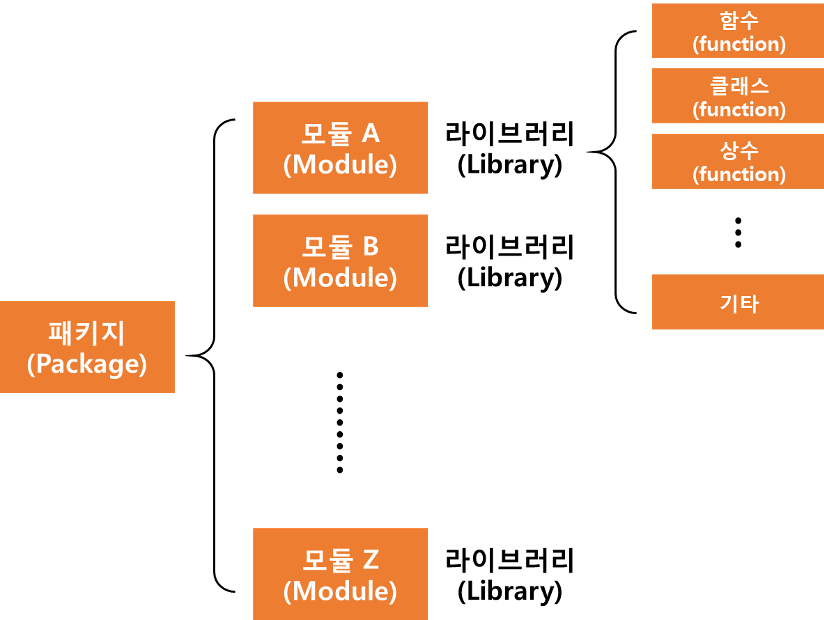 패키지
(Package)
모듈 A
(Module)
라이브러리
(Library)
모듈 B
(Module)
라이브러리
(Library)
모듈 Z
(Module)
라이브러리
(Library)
함수
(function)
클래스
(function)
상수
(function)
기타